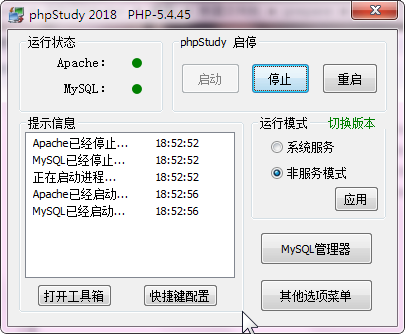 phpStudy 2018 PHP-5.4.45
运行状态
Apache:
MySQL:
phpStudy 启停
启动 停止 重启
提示信息
Apache已经停止... 18:52:52
MySQL已经停止... 18:52:52
正在启动进程... 18:52:52
Apache已经启动... 18:52:56
MySQL已经启动... 18:52:56
打开工具箱 快捷键配置
运行模式 切换版本
系统服务
非服务模式
应用
MySQL管理器
其他选项菜单